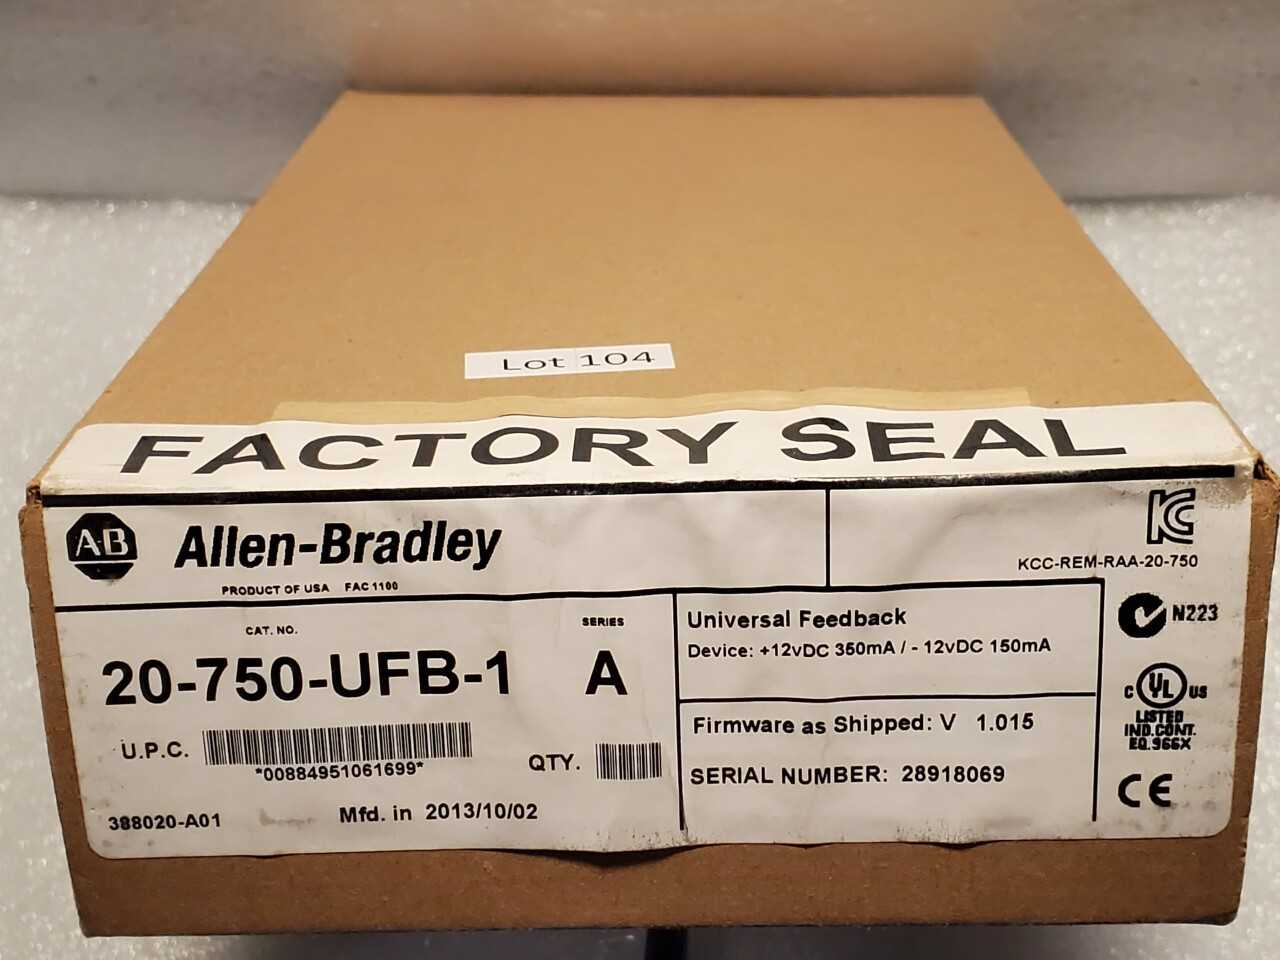 Lot 104
FACTORY SEAL
AB Allen-Bradley
PRODUCT OF USA FAC 1100
KCC-REM-RAA-20-750
CAT. NO.
SERIES
20-750-UFB-1 A
U.P.C.
*00884951061699*
QTY.
388020-A01
Mfd. in 2013/10/02
Universal Feedback
Device: +12vDC 350mA / - 12vDC 150mA
Firmware as Shipped: V 1.015
SERIAL NUMBER: 28918069
N223
C UL US
LISTED
IND.CONT.
EQ.966X
CE